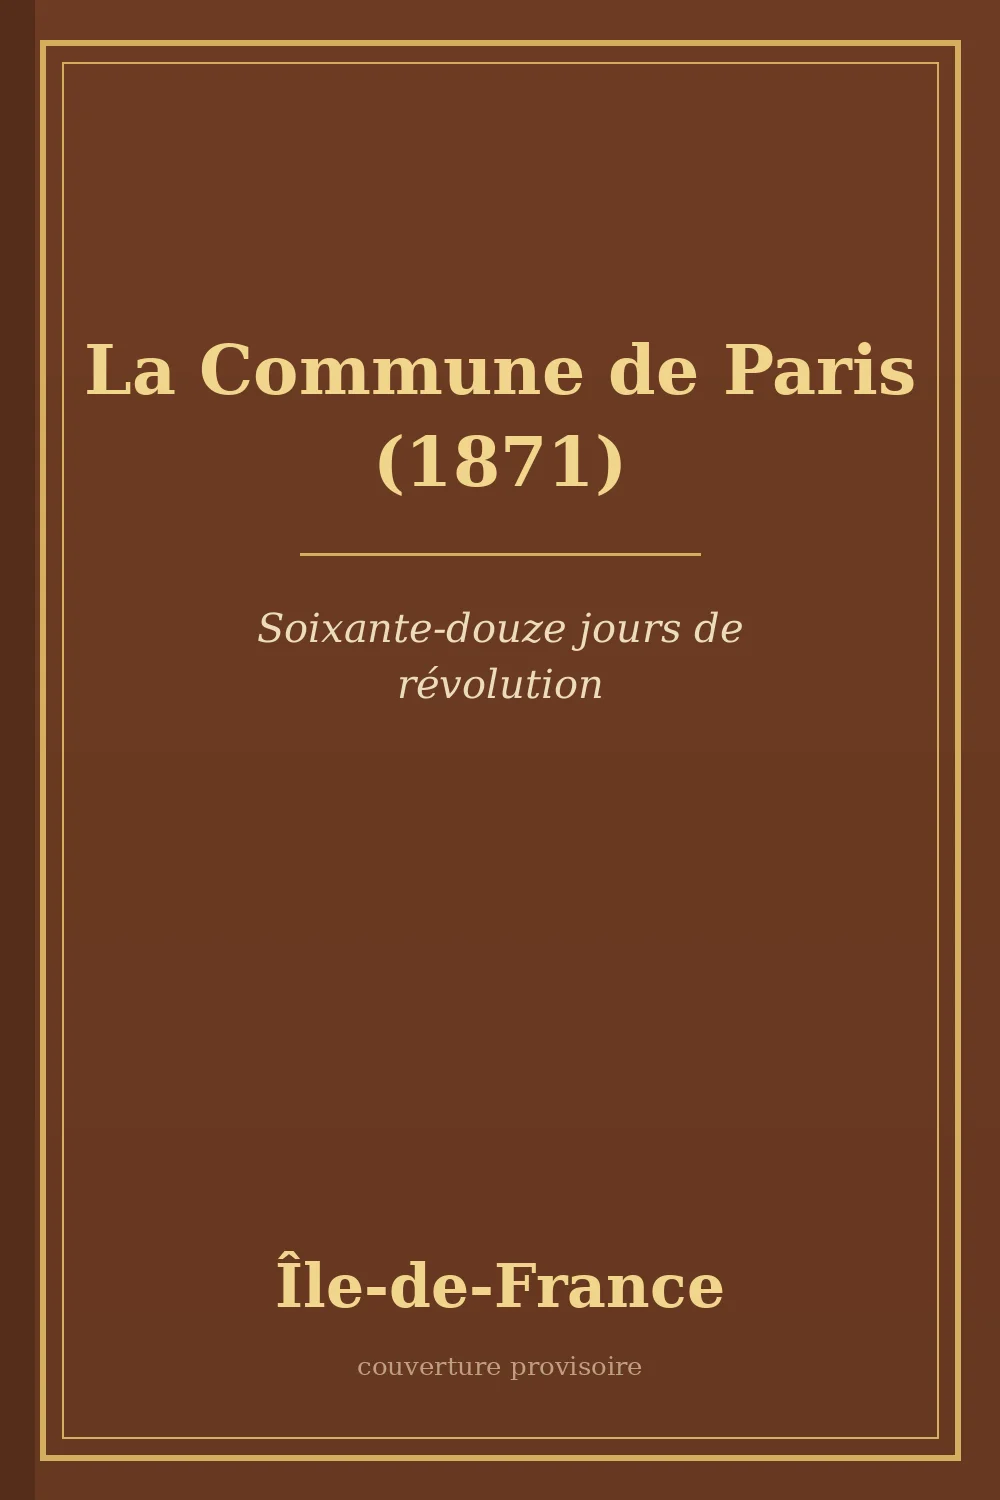 La Commune de Paris
(1871)
Soixante-douze jours de
révolution
Île-de-France
couverture provisoire